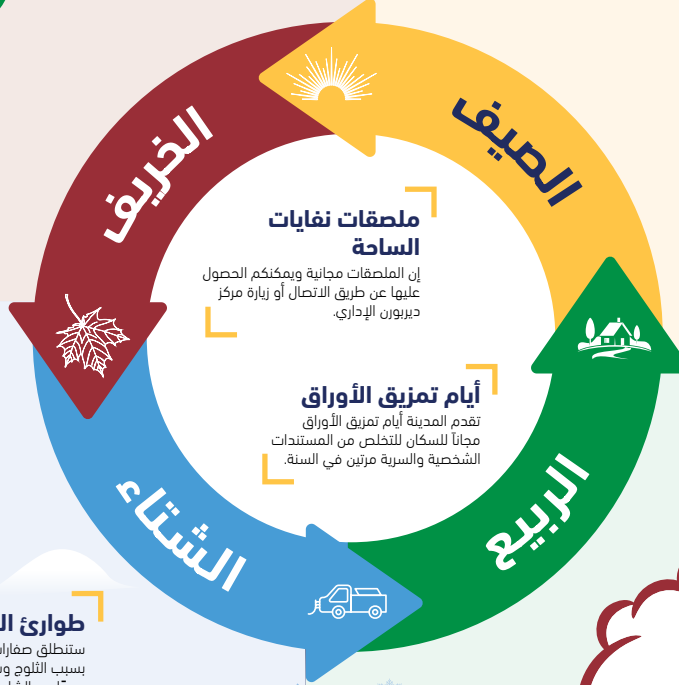 الصيف
الخريف
ملصقات نفايات
الساحة
إن الملصقات مجانية ويمكنكم الحصول
عليها عن طريق الاتصال أو زيارة مركز
ديربورن الإداري.
أيام تمزيق الأوراق
تقدم المدينة أيام تمزيق الأوراق
مجاناً للسكان للتخلص من المستندات
الشخصية والسرية مرتين في السنة.
الربيع
الشتاء
طوارئ
ستنطلق
بسبب الثلوج